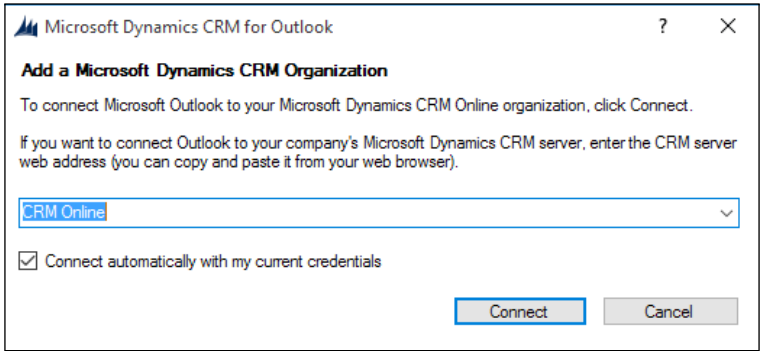 Microsoft Dynamics CRM for Outlook ?
Add a Microsoft Dynamics CRM Organization
To connect Microsoft Outlook to your Microsoft Dynamics CRM Online organization, click Connect.
If you want to connect Outlook to your company's Microsoft Dynamics CRM server, enter the CRM server
web address (you can copy and paste it from your web browser).
CRM Online
Connect automatically with my current credentials
Connect Cancel